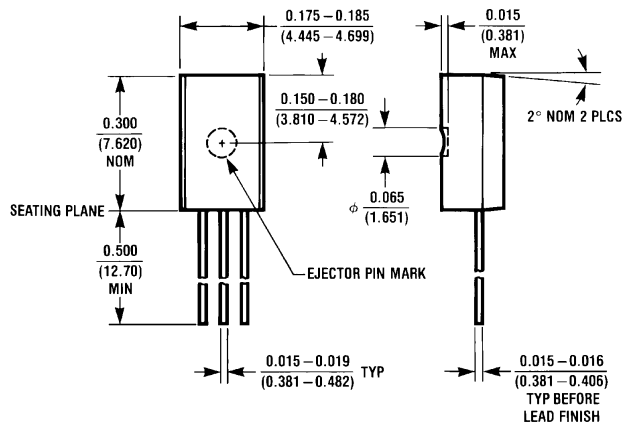 0.175 – 0.185
(4.445 – 4.699)
0.015
(0.381)
MAX
0.150 – 0.180
(3.810 – 4.572)
2° NOM 2 PLCS
0.300
(7.620)
NOM
ϕ 0.065
(1.651)
SEATING PLANE
0.500
(12.70)
MIN
EJECTOR PIN MARK
0.015 – 0.019
(0.381 – 0.482)
TYP
0.015 – 0.016
(0.381 – 0.406)
TYP BEFORE
LEAD FINISH